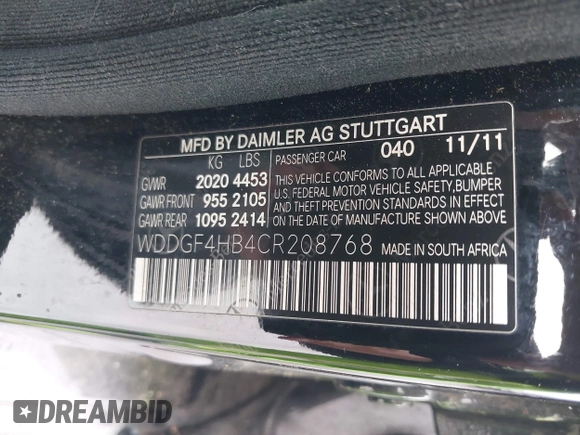 MFD BY DAIMLER AG STUTTGART
KG LBS PASSENGER CAR 040 11/11
GVWR 2020 4453
GAWR FRONT 955 2105
GAWR REAR 1095 2414
THIS VEHICLE CONFORMS TO ALL APPLICABLE
U.S. FEDERAL MOTOR VEHICLE SAFETY, BUMPER
AND THEFT PREVENTION STANDARDS IN EFFECT
ON THE DATE OF MANUFACTURE SHOWN ABOVE
WDDGF4HB4CR208768 MADE IN SOUTH AFRICA
DREAMBID